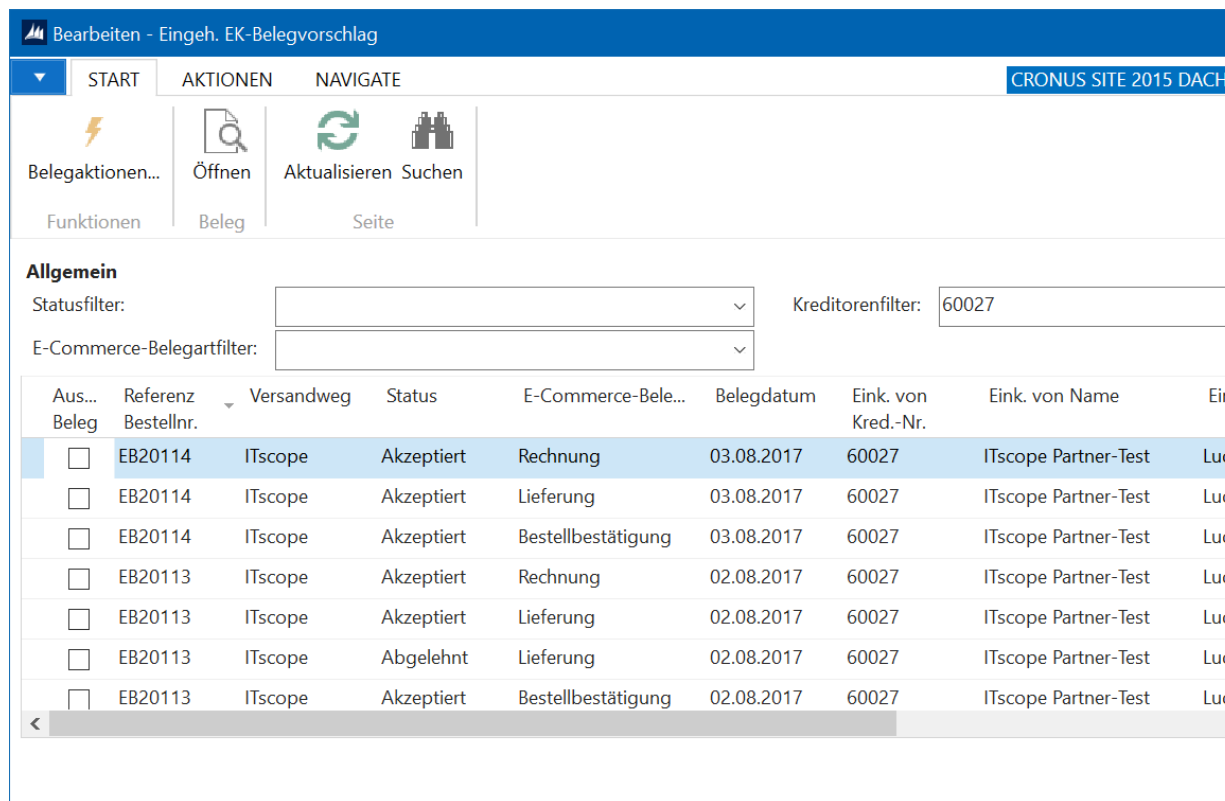 Bearbeiten - Eingeh. EK-Belegvorschlag
START AKTIONEN NAVIGATE CRONUS SITE 2015 DACH
Belegaktionen... Öffnen Aktualisieren Suchen
Funktionen Beleg Seite
Allgemein
Statusfilter: Kreditorenfilter: 60027
E-Commerce-Belegartfilter:
Aus... Referenz Versandweg Status E-Commerce-Bele... Belegdatum Eink. von Eink. von Name
Beleg Bestellnr. Kred.-Nr.
EB20114 ITscope Akzeptiert Rechnung 03.08.2017 60027 ITscope Partner-Test
EB20114 ITscope Akzeptiert Lieferung 03.08.2017 60027 ITscope Partner-Test
EB20114 ITscope Akzeptiert Bestellbestätigung 03.08.2017 60027 ITscope Partner-Test
EB20113 ITscope Akzeptiert Rechnung 02.08.2017 60027 ITscope Partner-Test
EB20113 ITscope Akzeptiert Lieferung 02.08.2017 60027 ITscope Partner-Test
EB20113 ITscope Abgelehnt Lieferung 02.08.2017 60027 ITscope Partner-Test
EB20113 ITscope Akzeptiert Bestellbestätigung 02.08.2017 60027 ITscope Partner-Test